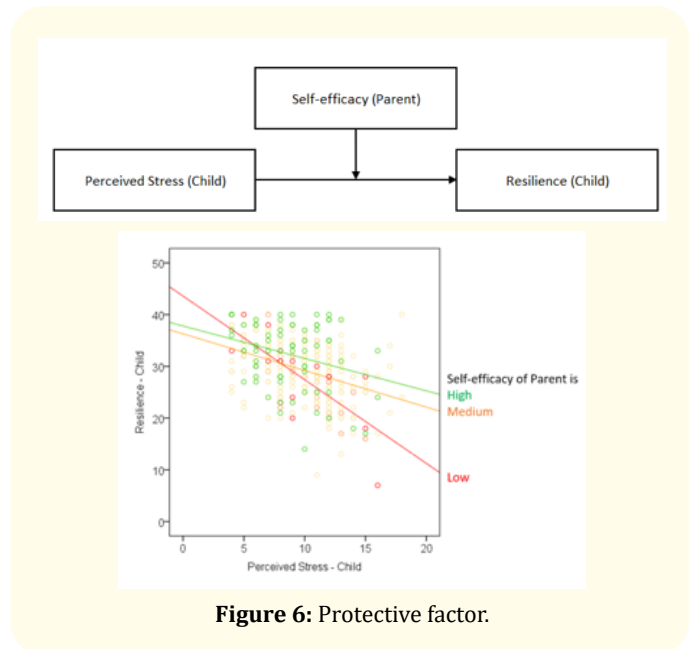 Self-efficacy (Parent)
Perceived Stress (Child)
Resilience (Child)
50
40
30
20
10
0
Resilience - Child
0
5
10
15
20
Perceived Stress - Child
Self-efficacy of Parent is
High
Medium
Low
Figure 6: Protective factor.